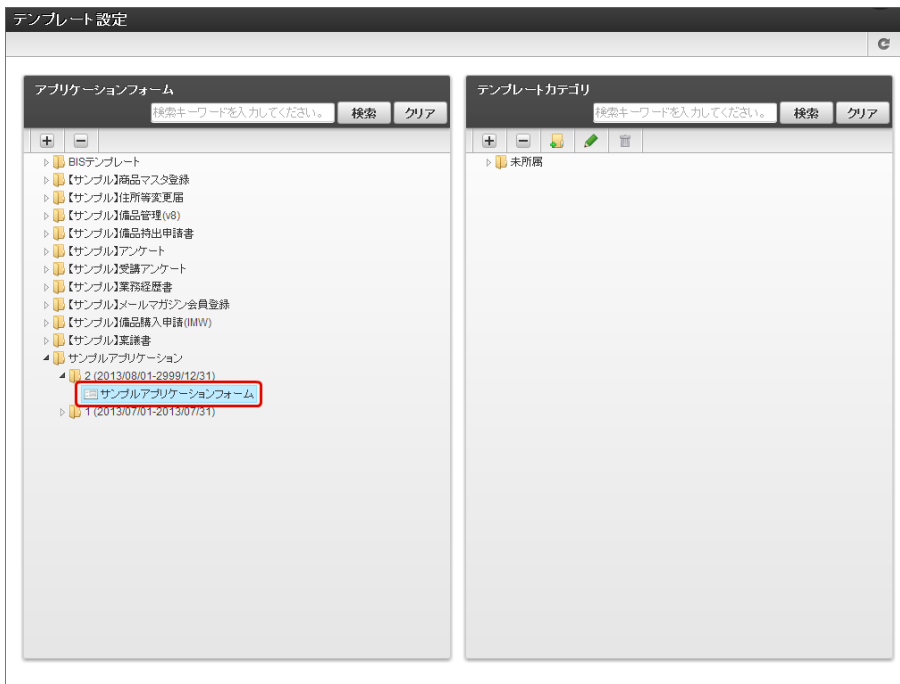 テンプレート設定
アプリケーションフォーム
検索キーワードを入力してください。 検索 クリア
BISテンプレート
【サンプル】商品マスタ登録
【サンプル】住所等変更届
【サンプル】備品管理(v8)
【サンプル】備品持出申請書
【サンプル】アンケート
【サンプル】受講アンケート
【サンプル】業務経歴書
【サンプル】メールマガジン会員登録
【サンプル】備品購入申請(IMW)
【サンプル】稟議書
サンプルアプリケーション
2 (2013/08/01-2999/12/31)
サンプルアプリケーションフォーム
1 (2013/07/01-2013/07/31)
テンプレートカテゴリ
検索キーワードを入力してください。 検索 クリア
未所属